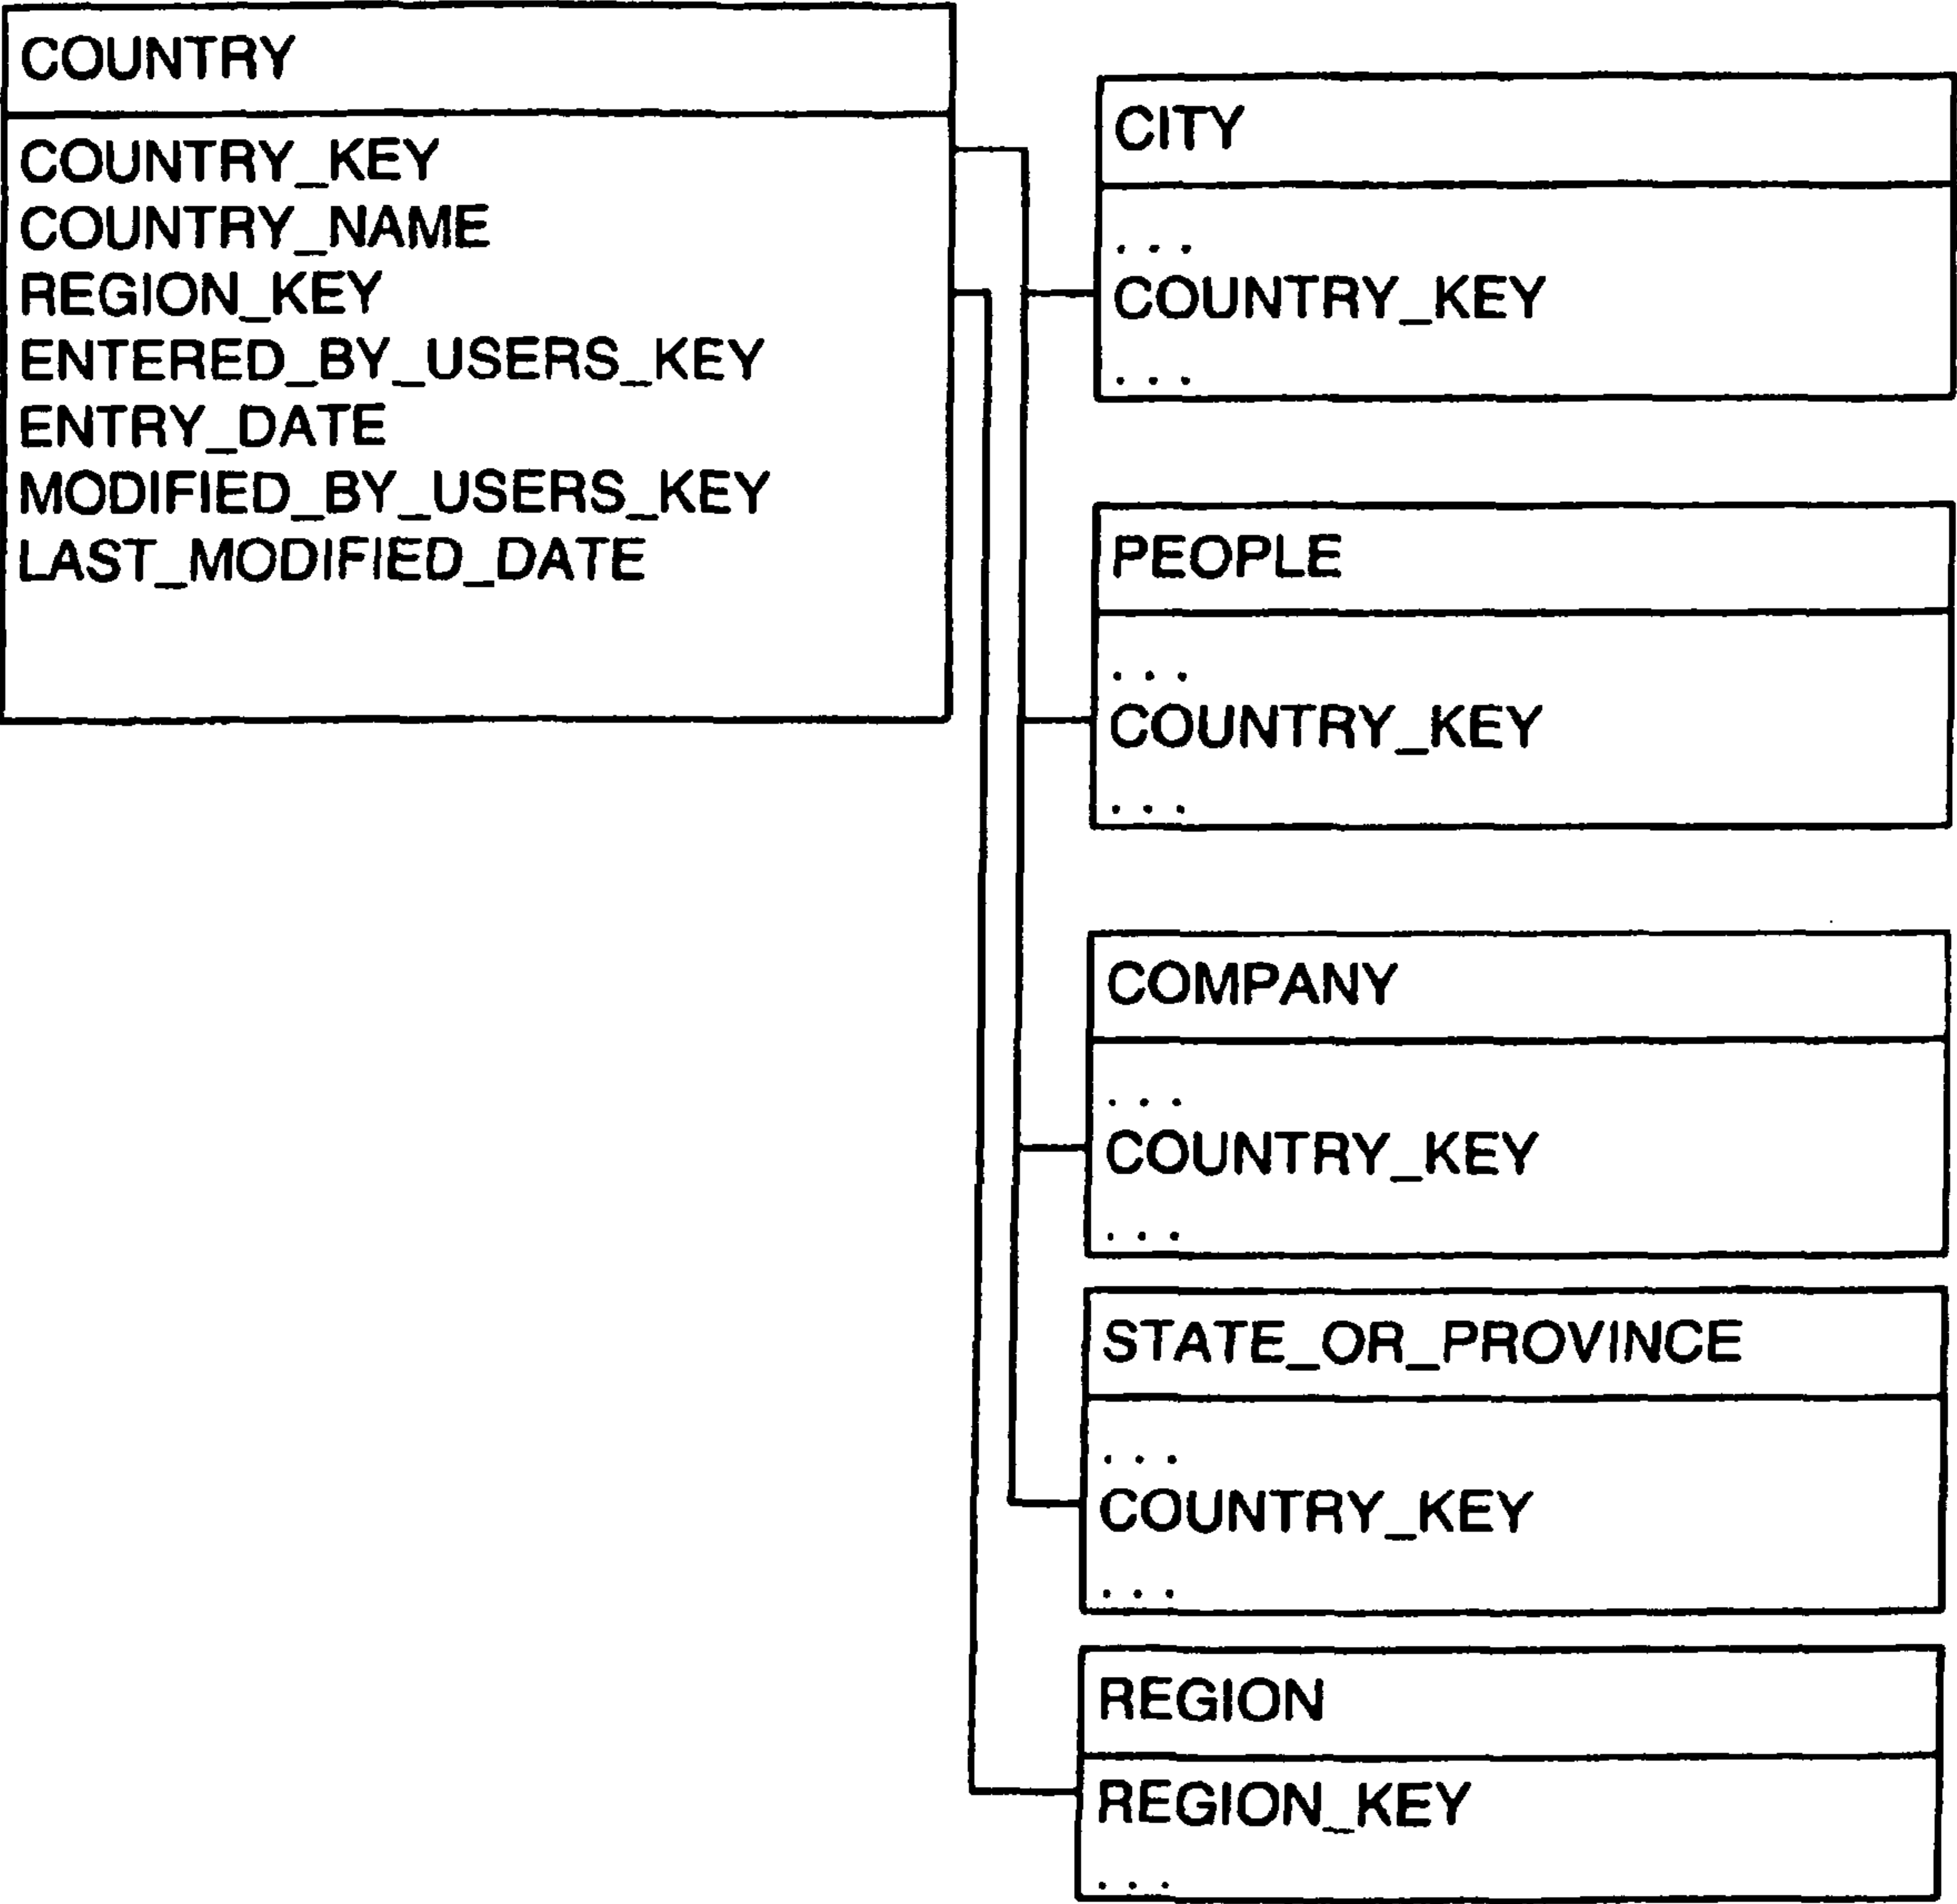 COUNTRY
COUNTRY_KEY
COUNTRY_NAME
REGION_KEY
ENTERED_BY_USERS_KEY
ENTRY_DATE
MODIFIED_BY_USERS_KEY
LAST_MODIFIED_DATE
CITY
. . .
COUNTRY_KEY
. . .
PEOPLE
. . .
COUNTRY_KEY
. . .
COMPANY
. . .
COUNTRY_KEY
. . .
STATE_OR_PROVINCE
. . .
COUNTRY_KEY
. . .
REGION
REGION_KEY
. . .